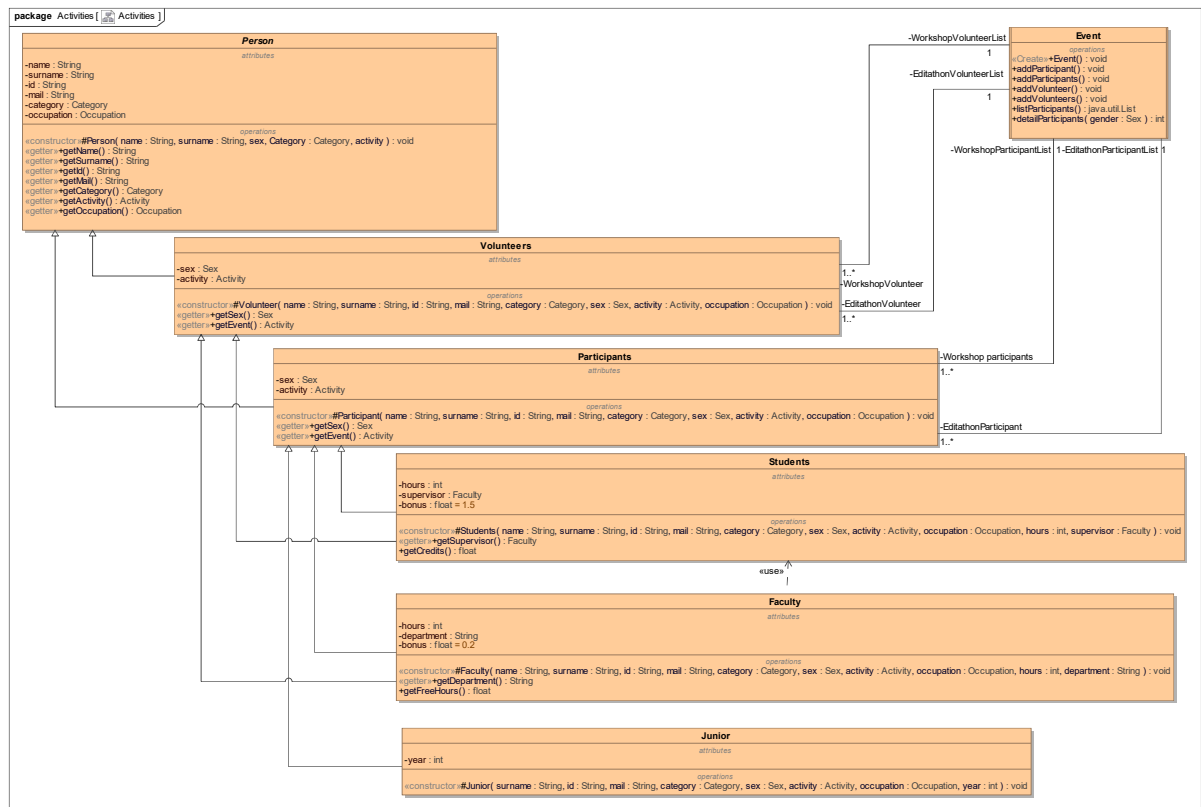 package Activities [ Activities ]
Person
attributes
-name : String
-surname : String
-id : String
-mail : String
-category : Category
-occupation : Occupation
operations
«constructor»#Person( name : String, surname : String, sex, Category : Category, activity ) : void
«getter»+getName() : String
«getter»+getSurname() : String
«getter»+getId() : String
«getter»+getMail() : String
«getter»+getCategory() : Category
«getter»+getActivity() : Activity
«getter»+getOccupation() : Occupation
Event
operations
«Create»+Event() : void
+addParticipant() : void
+addParticipants() : void
+addVolunteer() : void
+addVolunteers() : void
+listParticipants() : java.util.List
+detailParticipants( gender : Sex ) : int
-WorkshopVolunteerList
1
-EditathonVolunteerList
1
-WorkshopParticipantList 1
-EditathonParticipantList 1
Volunteers
attributes
-sex : Sex
-activity : Activity
operations
«constructor»#Volunteer( name : String, surname : String, id : String, mail : String, category : Category, sex : Sex, activity : Activity, occupation : Occupation ) : void
«getter»+getSex() : Sex
«getter»+getEvent() : Activity
1..*
-WorkshopVolunteer
-EditathonVolunteer
1..*
Participants
attributes
-sex : Sex
-activity : Activity
operations
«constructor»#Participant( name : String, surname : String, id : String, mail : String, category : Category, sex : Sex, activity : Activity, occupation : Occupation ) : void
«getter»+getSex() : Sex
«getter»+getEvent() : Activity
-Workshop participants
1..*
-EditathonParticipant
1..*
Students
attributes
-hours : int
-supervisor : Faculty
-bonus : float = 1.5
operations
«constructor»#Students( name : String, surname : String, id : String, mail : String, category : Category, sex : Sex, activity : Activity, occupation : Occupation, hours : int, supervisor : Faculty ) : void
«getter»+getSupervisor() : Faculty
+getCredits() : float
«use»
Faculty
attributes
-hours : int
-department : String
-bonus : float = 0.2
operations
«constructor»#Faculty( name : String, surname : String, id : String, mail : String, category : Category, sex : Sex, activity : Activity, occupation : Occupation, hours : int, department : String ) : void
«getter»+getDepartment() : String
+getFreeHours() : float
Junior
attributes
-year : int
operations
«constructor»#Junior( surname : String, id : String, mail : String, category : Category, sex : Sex, activity : Activity, occupation : Occupation, year : int ) : void